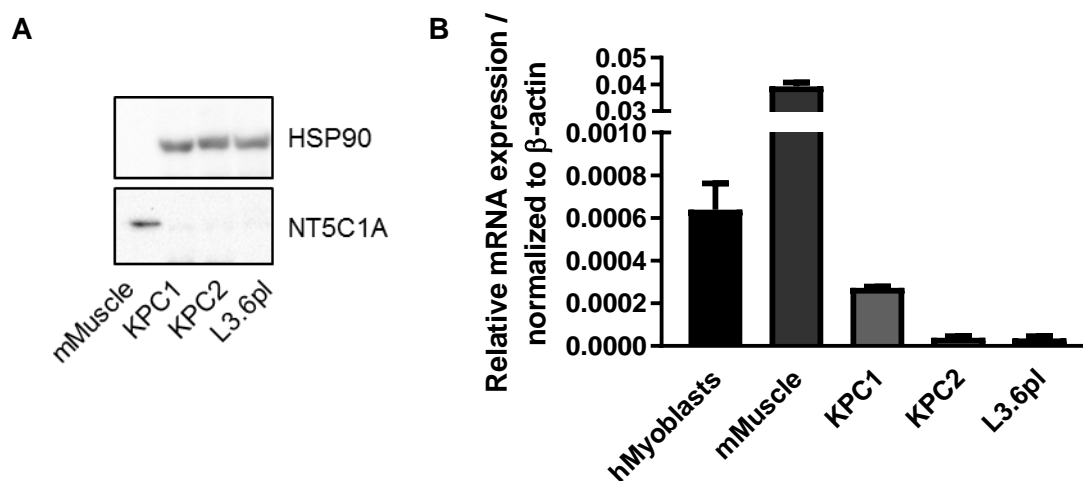 A
HSP90
NT5C1A
mMuscle
KPC1
KPC2
L3.6pl
B
Relative mRNA expression /
normalized to β-actin
0.05
0.04
0.03
0.0010
0.0008
0.0006
0.0004
0.0002
0.0000
hMyoblasts
mMuscle
KPC1
KPC2
L3.6pl